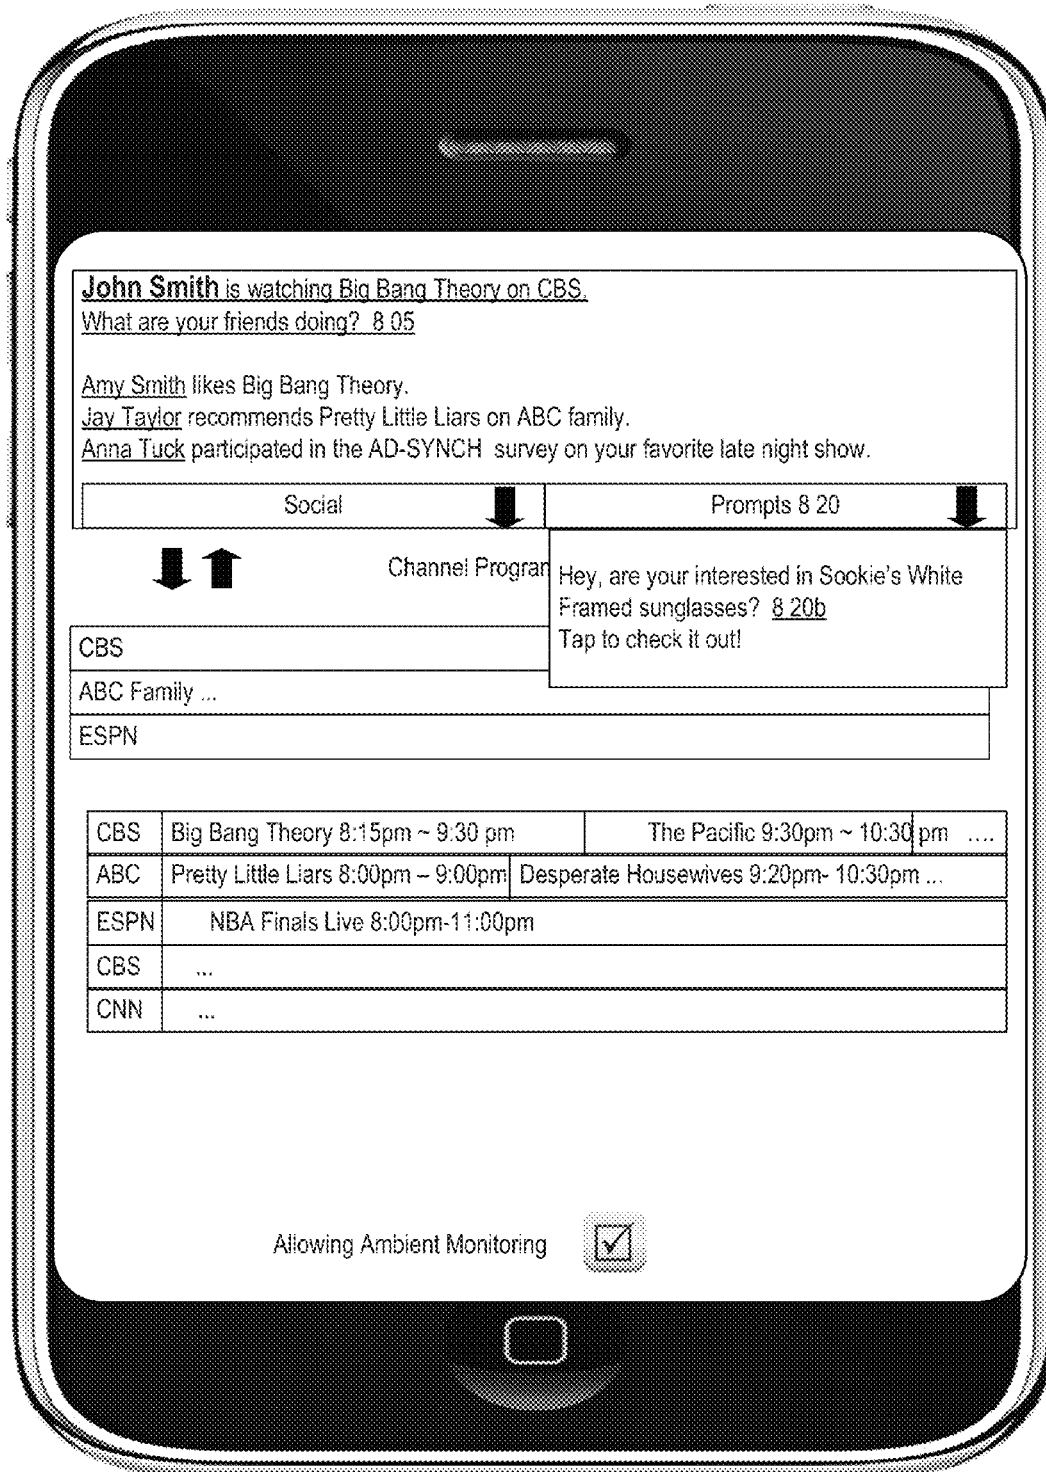 John Smith is watching Big Bang Theory on CBS.
What are your friends doing? 8 05
Amy Smith likes Big Bang Theory.
Jay Taylor recommends Pretty Little Liars on ABC family.
Anna Tuck participated in the AD-SYNCH survey on your favorite late night show.
Social Prompts 8 20
Channel Program
Hey, are your interested in Sookie's White
Framed sunglasses? 8 20b
Tap to check it out!
CBS
ABC Family ...
ESPN
CBS Big Bang Theory 8:15pm ~ 9:30 pm The Pacific 9:30pm ~ 10:30 pm ....
ABC Pretty Little Liars 8:00pm – 9:00pm Desperate Housewives 9:20pm- 10:30pm ...
ESPN NBA Finals Live 8:00pm-11:00pm
CBS ...
CNN ...
Allowing Ambient Monitoring